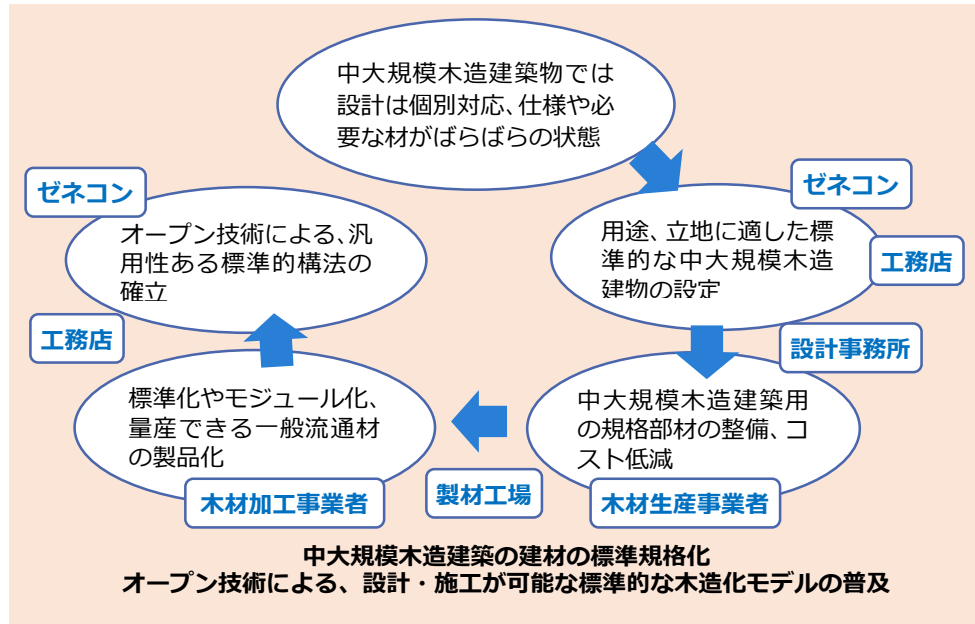 中大規模木造建築物では
設計は個別対応、仕様や必
要な材がばらばらの状態
ゼネコン
用途、立地に適した標
準的な中大規模木造
建物の設定
工務店
設計事務所
中大規模木造建築用
の規格部材の整備、コ
スト低減
木材生産事業者
製材工場
標準化やモジュール化、
量産できる一般流通材
の製品化
木材加工事業者
ゼネコン
オープン技術による、汎
用性ある標準的構法の
確立
工務店
中大規模木造建築の建材の標準規格化
オープン技術による、設計・施工が可能な標準的な木造化モデルの普及